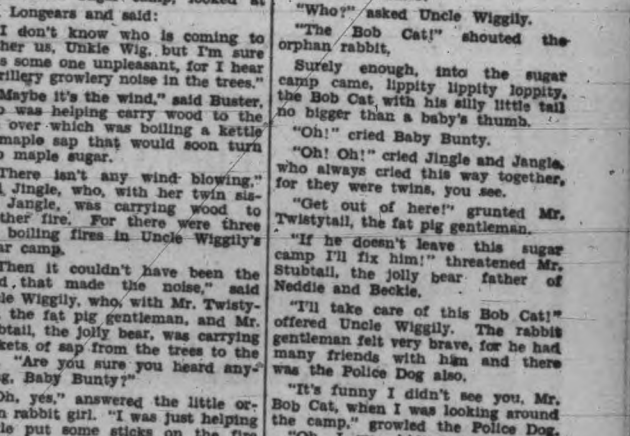 Longears and said:
I don't know who is coming to
her us, Unkie Wig, but I'm sure
s some one unpleasant, for I hear
rillery growlery noise in the trees."
Maybe it's the wind," said Buster,
o was helping carry wood to the
over which was boiling a kettle
maple sap that would soon turn
o maple sugar.
There isn't any wind blowing,"
Jingle, who, with her twin sis-
Jangle, was carrying wood to
ther fire. For there were three
boiling fires in Uncle Wiggily's
ar camp.
Then it couldn't have been the
d, that made the noise," said
le Wiggily, who, with Mr. Twisty-
the fat pig gentleman, and Mr.
btail, the jolly bear, was carrying
kets of sap from the trees to the
"Are you sure you heard any-
g, Baby Bunty?"
Oh, yes," answered the little or-
n rabbit girl. "I was just helping
le put some sticks on the fire
"Who?" asked Uncle Wiggily.
"The Bob Cat!" shouted the
orphan rabbit,
Surely enough, into the sugar
camp came, lippity lippity loppity,
the Bob Cat with his silly little tail
no bigger than a baby's thumb.
"Oh!" cried Baby Bunty.
"Oh! Oh!" cried Jingle and Jangle,
who always cried this way together,
for they were twins, you see.
"Get out of here!" grunted Mr.
Twistytail, the fat pig gentleman.
"If he doesn't leave this sugar
camp I'll fix him!" threatened Mr.
Stubtail, the jolly bear father of
Neddie and Beckie.
"I'll take care of this Bob Cat!"
offered Uncle Wiggily. The rabbit
gentleman felt very brave, for he had
many friends with him and there
was the Police Dog also.
"It's funny I didn't see you, Mr.
Bob Cat, when I was looking around
the camp," growled the Police Dog.